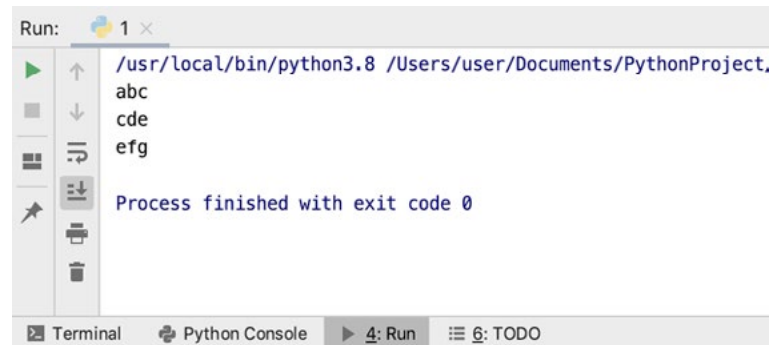 Run: 1
/usr/local/bin/python3.8 /Users/user/Documents/PythonProject
abc
cde
efg
Process finished with exit code 0
Terminal Python Console 4: Run 6: TODO